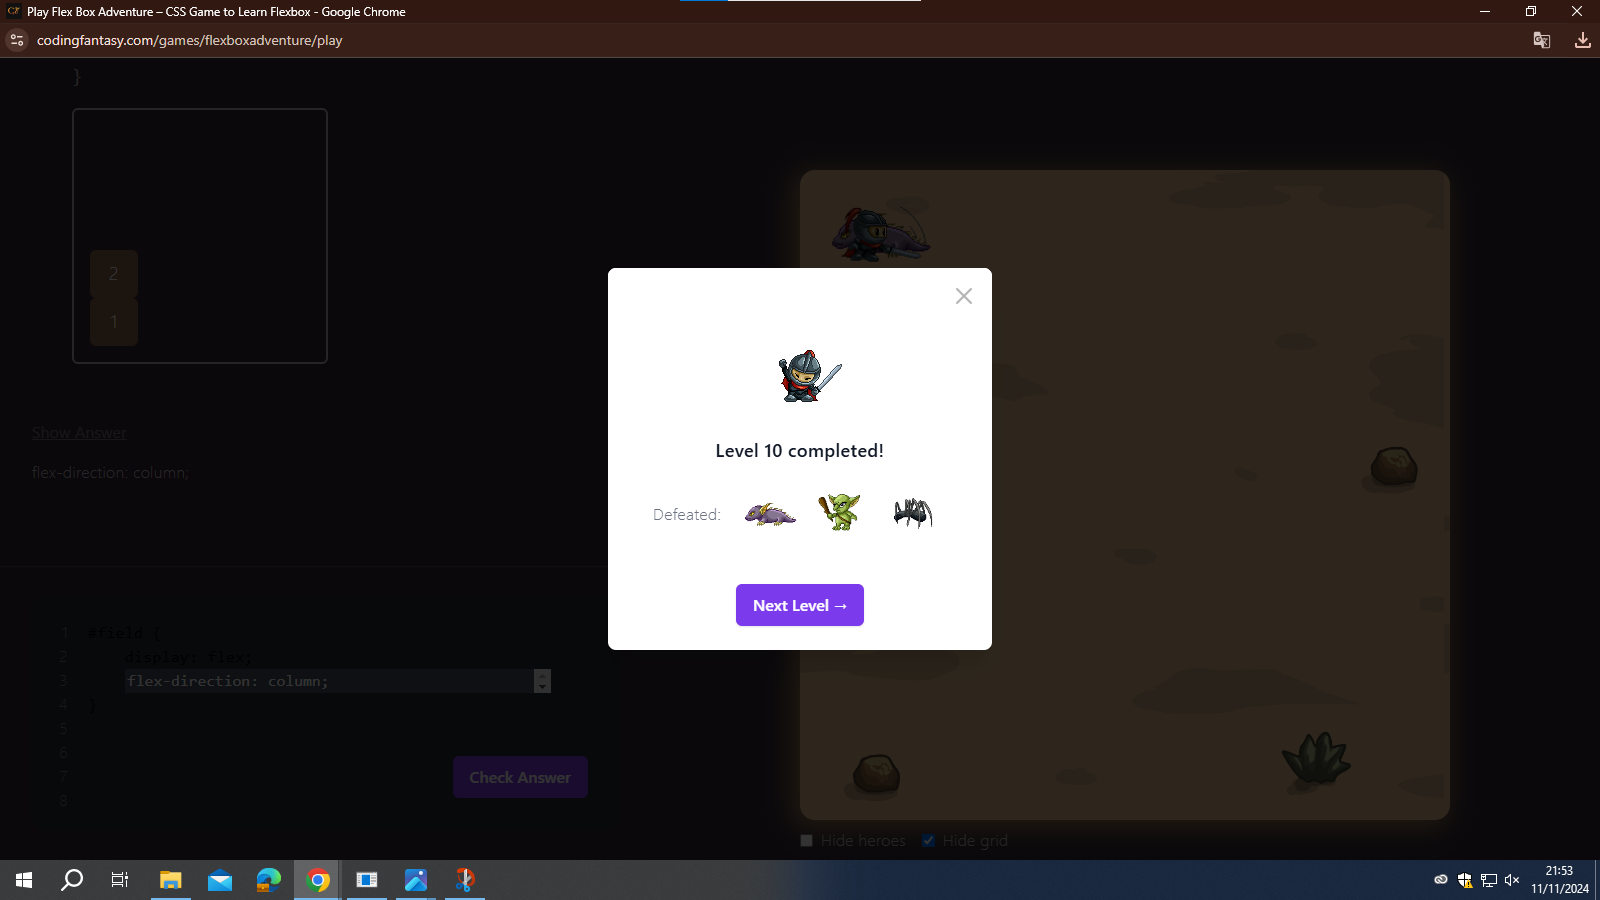 Play Flex Box Adventure – CSS Game to Learn Flexbox - Google Chrome
codingfantasy.com/games/flexboxadventure/play
}
2
1
Show Answer
flex-direction: column;
Level 10 completed!
Defeated:
Next Level →
1 #field {
2 display: flex;
3 flex-direction: column;
4 }
5
6
7
8
Check Answer
Hide heroes Hide grid
21:53
11/11/2024